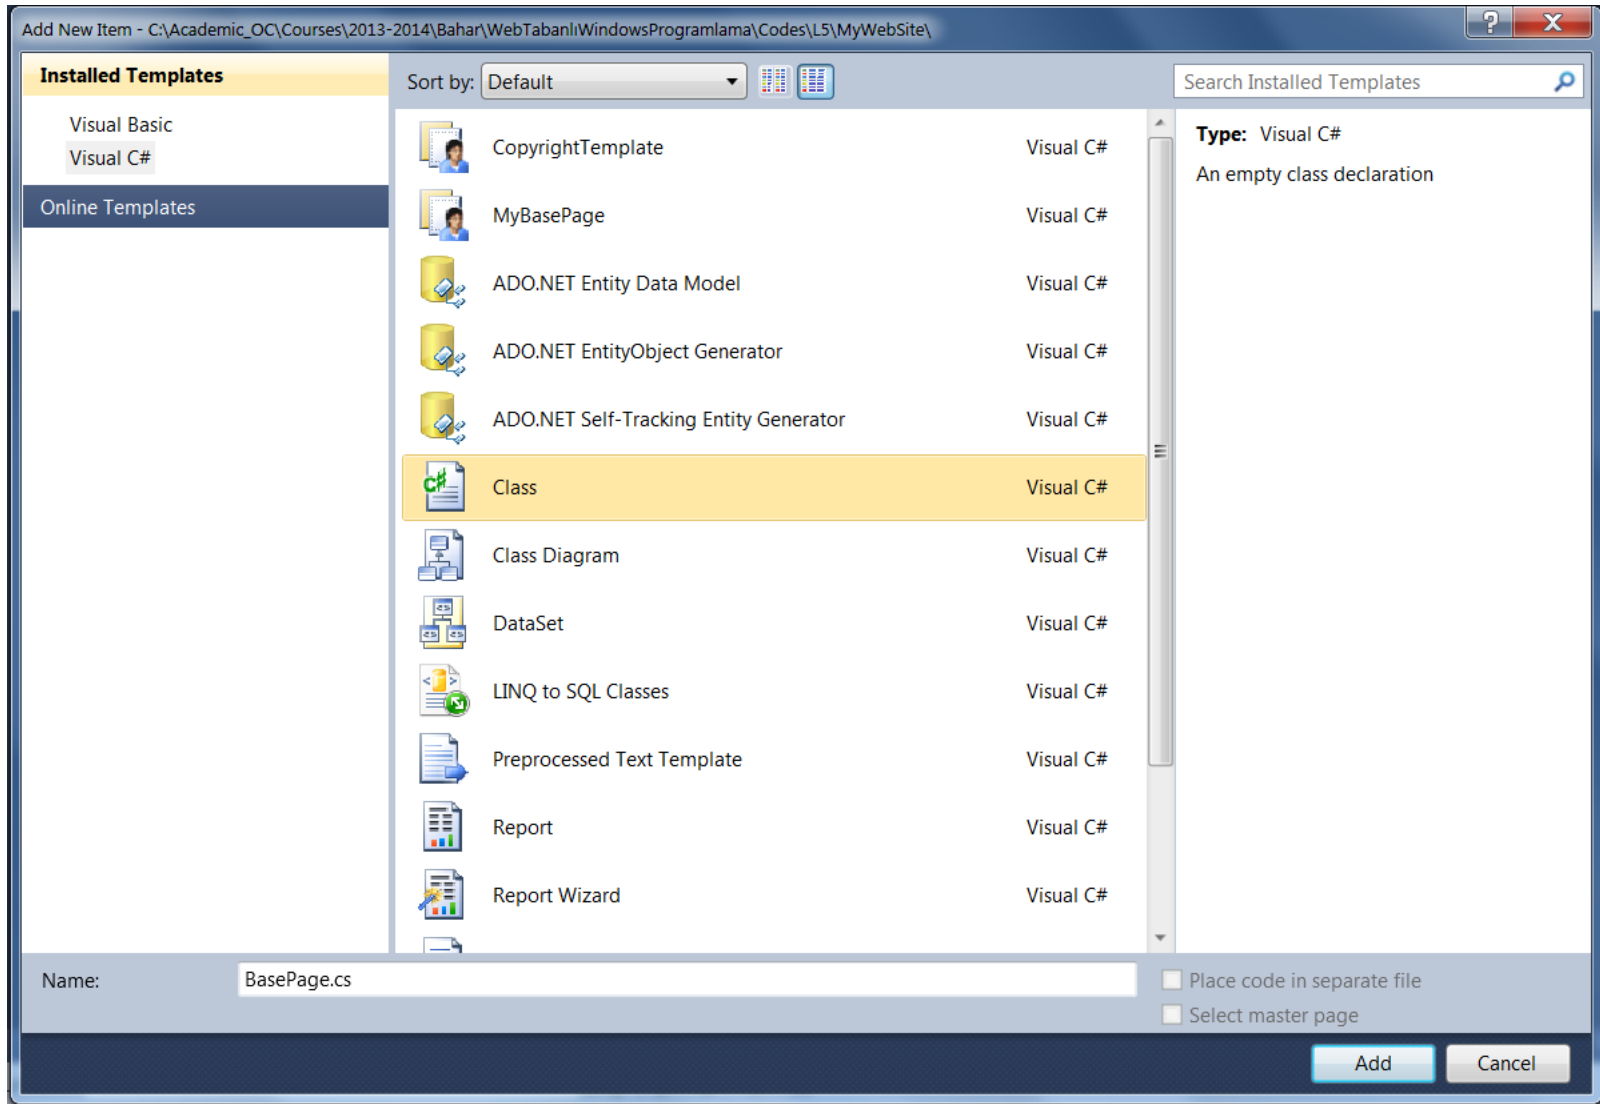 Add New Item - C:\Academic_OC\Courses\2013-2014\Bahar\WebTabanlıWindowsProgramlama\Codes\L5\MyWebSite\
Installed Templates
Visual Basic
Visual C#
Online Templates
Sort by: Default
Search Installed Templates
CopyrightTemplate Visual C#
MyBasePage Visual C#
ADO.NET Entity Data Model Visual C#
ADO.NET EntityObject Generator Visual C#
ADO.NET Self-Tracking Entity Generator Visual C#
Class Visual C#
Class Diagram Visual C#
DataSet Visual C#
LINQ to SQL Classes Visual C#
Preprocessed Text Template Visual C#
Report Visual C#
Report Wizard Visual C#
Type: Visual C#
An empty class declaration
Name: BasePage.cs
Place code in separate file
Select master page
Add Cancel